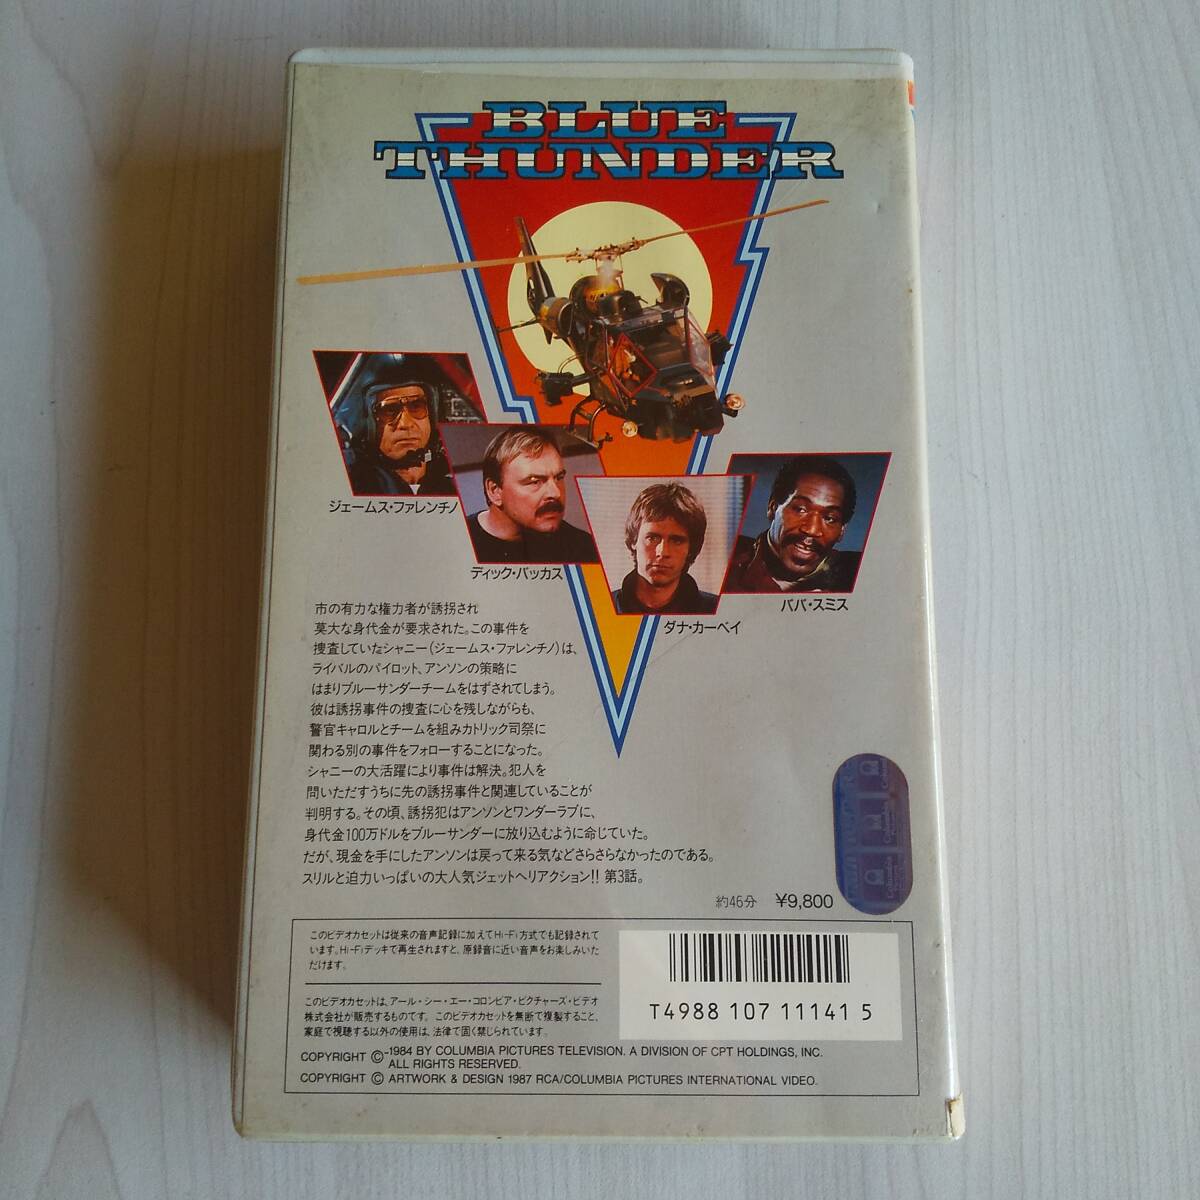 BLUE
THUNDER
ジェームス・ファレンチノ
ディック・バッカス
ダナ・カーベイ
ババ・スミス
市の有力な権力者が誘拐され
莫大な身代金が要求された。この事件を
捜査していたシャニー(ジェームス・ファレンチノ)は、
ライバルのパイロット、アンソンの策略に
はまりブルーサンダーチームをはずされてしまう。
彼は誘拐事件の捜査に心を残しながらも、
警官キャロルとチームを組みカトリック司祭に
関わる別の事件をフォローすることになった。
シャニーの大活躍により事件は解決。犯人を
問いただすうちに先の誘拐事件と関連していることが
判明する。その頃、誘拐犯はアンソンとワンダーラブに、
身代金100万ドルをブルーサンダーに放り込むように命じていた。
だが、現金を手にしたアンソンは戻って来る気などさらさらなかったのである。
スリルと迫力いっぱいの大人気ジェットヘリアクション!! 第3話。
約46分 ¥9,800
このビデオカセットは従来の音声記録に加えてHi-Fi方式でも記録されて
います。Hi-Fiデッキで再生されますと、原録音に近い音声をお楽しみいた
だけます。
このビデオカセットは、アール・シー・エー・コロンビア・ピクチャーズ・ビデオ
株式会社が販売するものです。このビデオカセットを無断で複製すること、
家庭で視聴する以外の使用は、法律で固く禁じられています。
T4988 107 11141 5
COPYRIGHT © 1984 BY COLUMBIA PICTURES TELEVISION. A DIVISION OF CPT HOLDINGS, INC.
ALL RIGHTS RESERVED.
COPYRIGHT © ARTWORK & DESIGN 1987 RCA/COLUMBIA PICTURES INTERNATIONAL VIDEO.